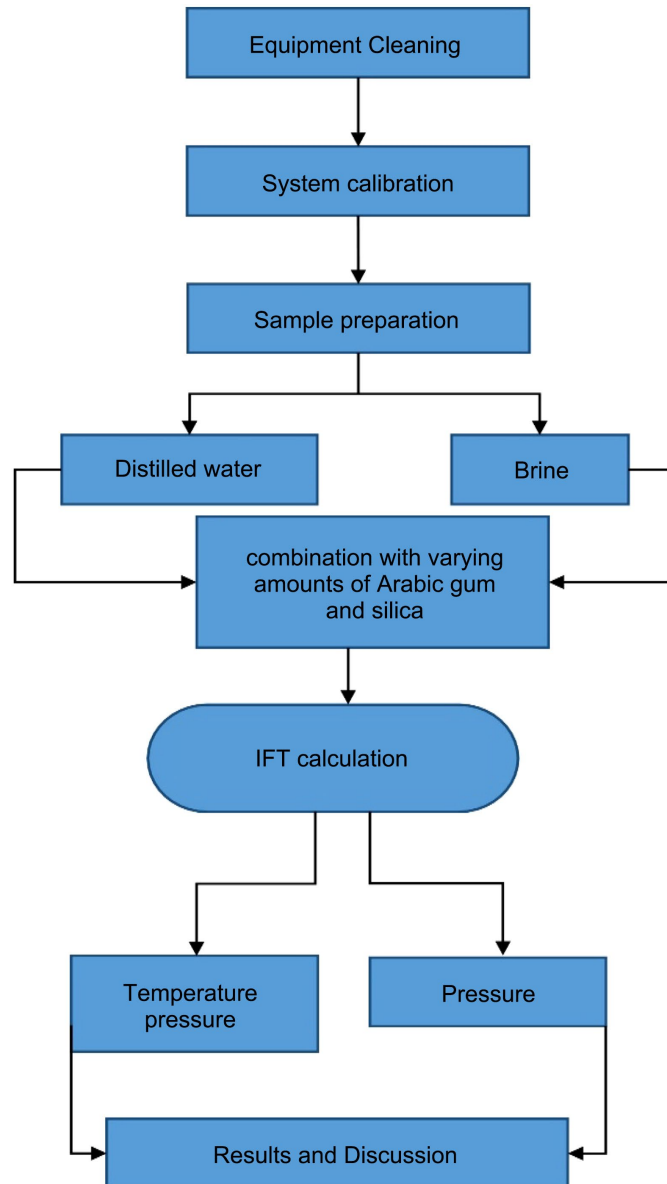 Equipment Cleaning
System calibration
Sample preparation
Distilled water
Brine
combination with varying
amounts of Arabic gum
and silica
IFT calculation
Temperature
pressure
Pressure
Results and Discussion